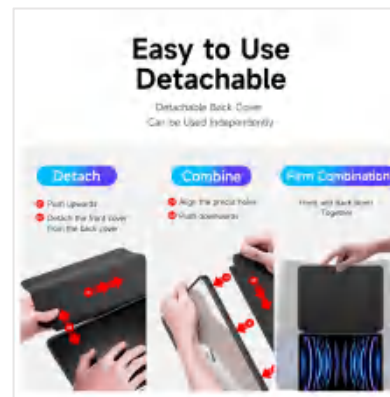 Easy to Use
Detachable
Detachable Back Cover
Can be Used Independently
Detach
Push upwards
Detach the front cover
from the back cover
Combine
Align the precut holes
Push downwards
Firm Combination
Front and Back
Together